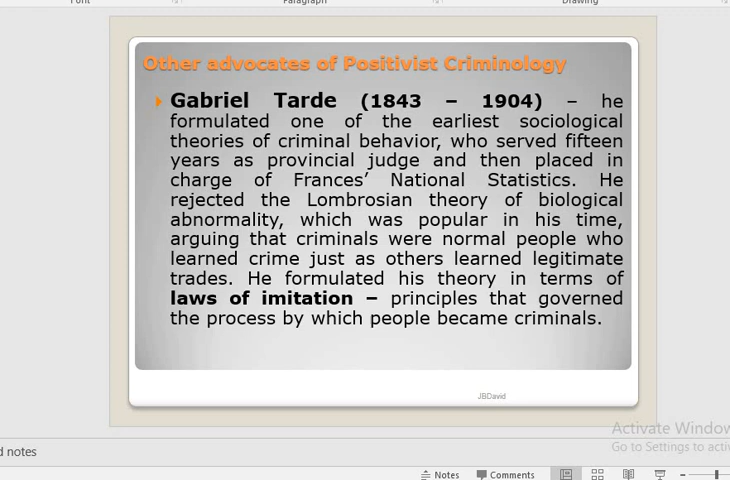 Font Paragraph Drawing
Other advocates of Positivist Criminology
Gabriel Tarde (1843 – 1904) – he
formulated one of the earliest sociological
theories of criminal behavior, who served fifteen
years as provincial judge and then placed in
charge of Frances’ National Statistics. He
rejected the Lombrosian theory of biological
abnormality, which was popular in his time,
arguing that criminals were normal people who
learned crime just as others learned legitimate
trades. He formulated his theory in terms of
laws of imitation – principles that governed
the process by which people became criminals.
JBDavid
Activate Window
Go to Settings to activ
d notes
Notes Comments